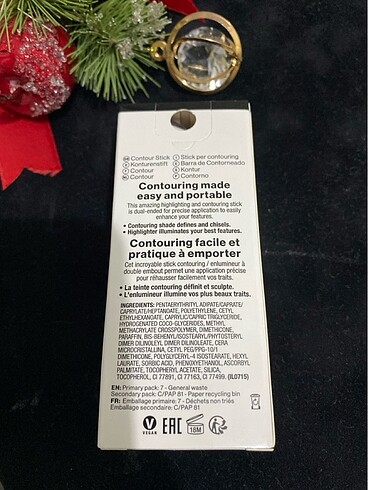 Contour Stick
Konturenstift
Contour
Contour
Stick per contouring
Barra de Contorneado
Kontur
Contorno
Contouring made
easy and portable
This amazing highlighting and contouring stick
is dual-ended for precise application to easily
enhance your features.
• Contouring shade defines and chisels.
• Highlighter illuminates your best features.
Contouring facile et
pratique à emporter
Cet incroyable stick contouring / enlumineur à
double embout permet une application précise
pour réhausser facilement vos traits.
• La teinte contouring définit et sculpte.
• L'enlumineur illumine vos plus beaux traits.
INGREDIENTS: PENTAERYTHRITYL ADIPATE/CAPRATE/
CAPRYLATE/HEPTANOATE, POLYETHYLENE, CETYL
ETHYLHEXANOATE, CAPRYLIC/CAPRIC TRIGLYCERIDE,
HYDROGENATED COCO-GLYCERIDES, METHYL
METHACRYLATE CROSSPOLYMER, DIMETHICONE,
PARAFFIN, BIS-BEHENYL/ISOSTEARYL/PHYTOSTERYL
DIMER DILINOLEYL DIMER DILINOLEATE, CERA
MICROCRISTALLINA, CETYL PEG/PPG-10/1
DIMETHICONE, POLYGLYCERYL-4 ISOSTEARATE, HEXYL
LAURATE, SORBIC ACID, PHENOXYETHANOL, ASCORBYL
PALMITATE, TOCOPHERYL ACETATE, SILICA,
TOCOPHEROL, CI 77891, CI 77163, CI 77499. (IL0715)
EN: Primary pack: 7 - General waste
Secondary pack: C/PAP 81 - Paper recycling bin
FR: Emballage primaire: 7 - Déchets non triés
Emballage secondaire: C/PAP 81
VEGAN
EAC
18M